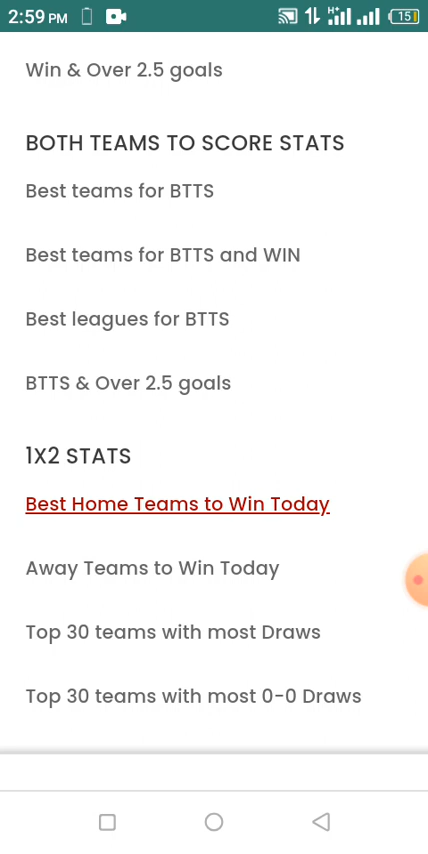 2:59 PM H+ 15
Win & Over 2.5 goals
BOTH TEAMS TO SCORE STATS
Best teams for BTTS
Best teams for BTTS and WIN
Best leagues for BTTS
BTTS & Over 2.5 goals
1X2 STATS
Best Home Teams to Win Today
Away Teams to Win Today
Top 30 teams with most Draws
Top 30 teams with most 0-0 Draws